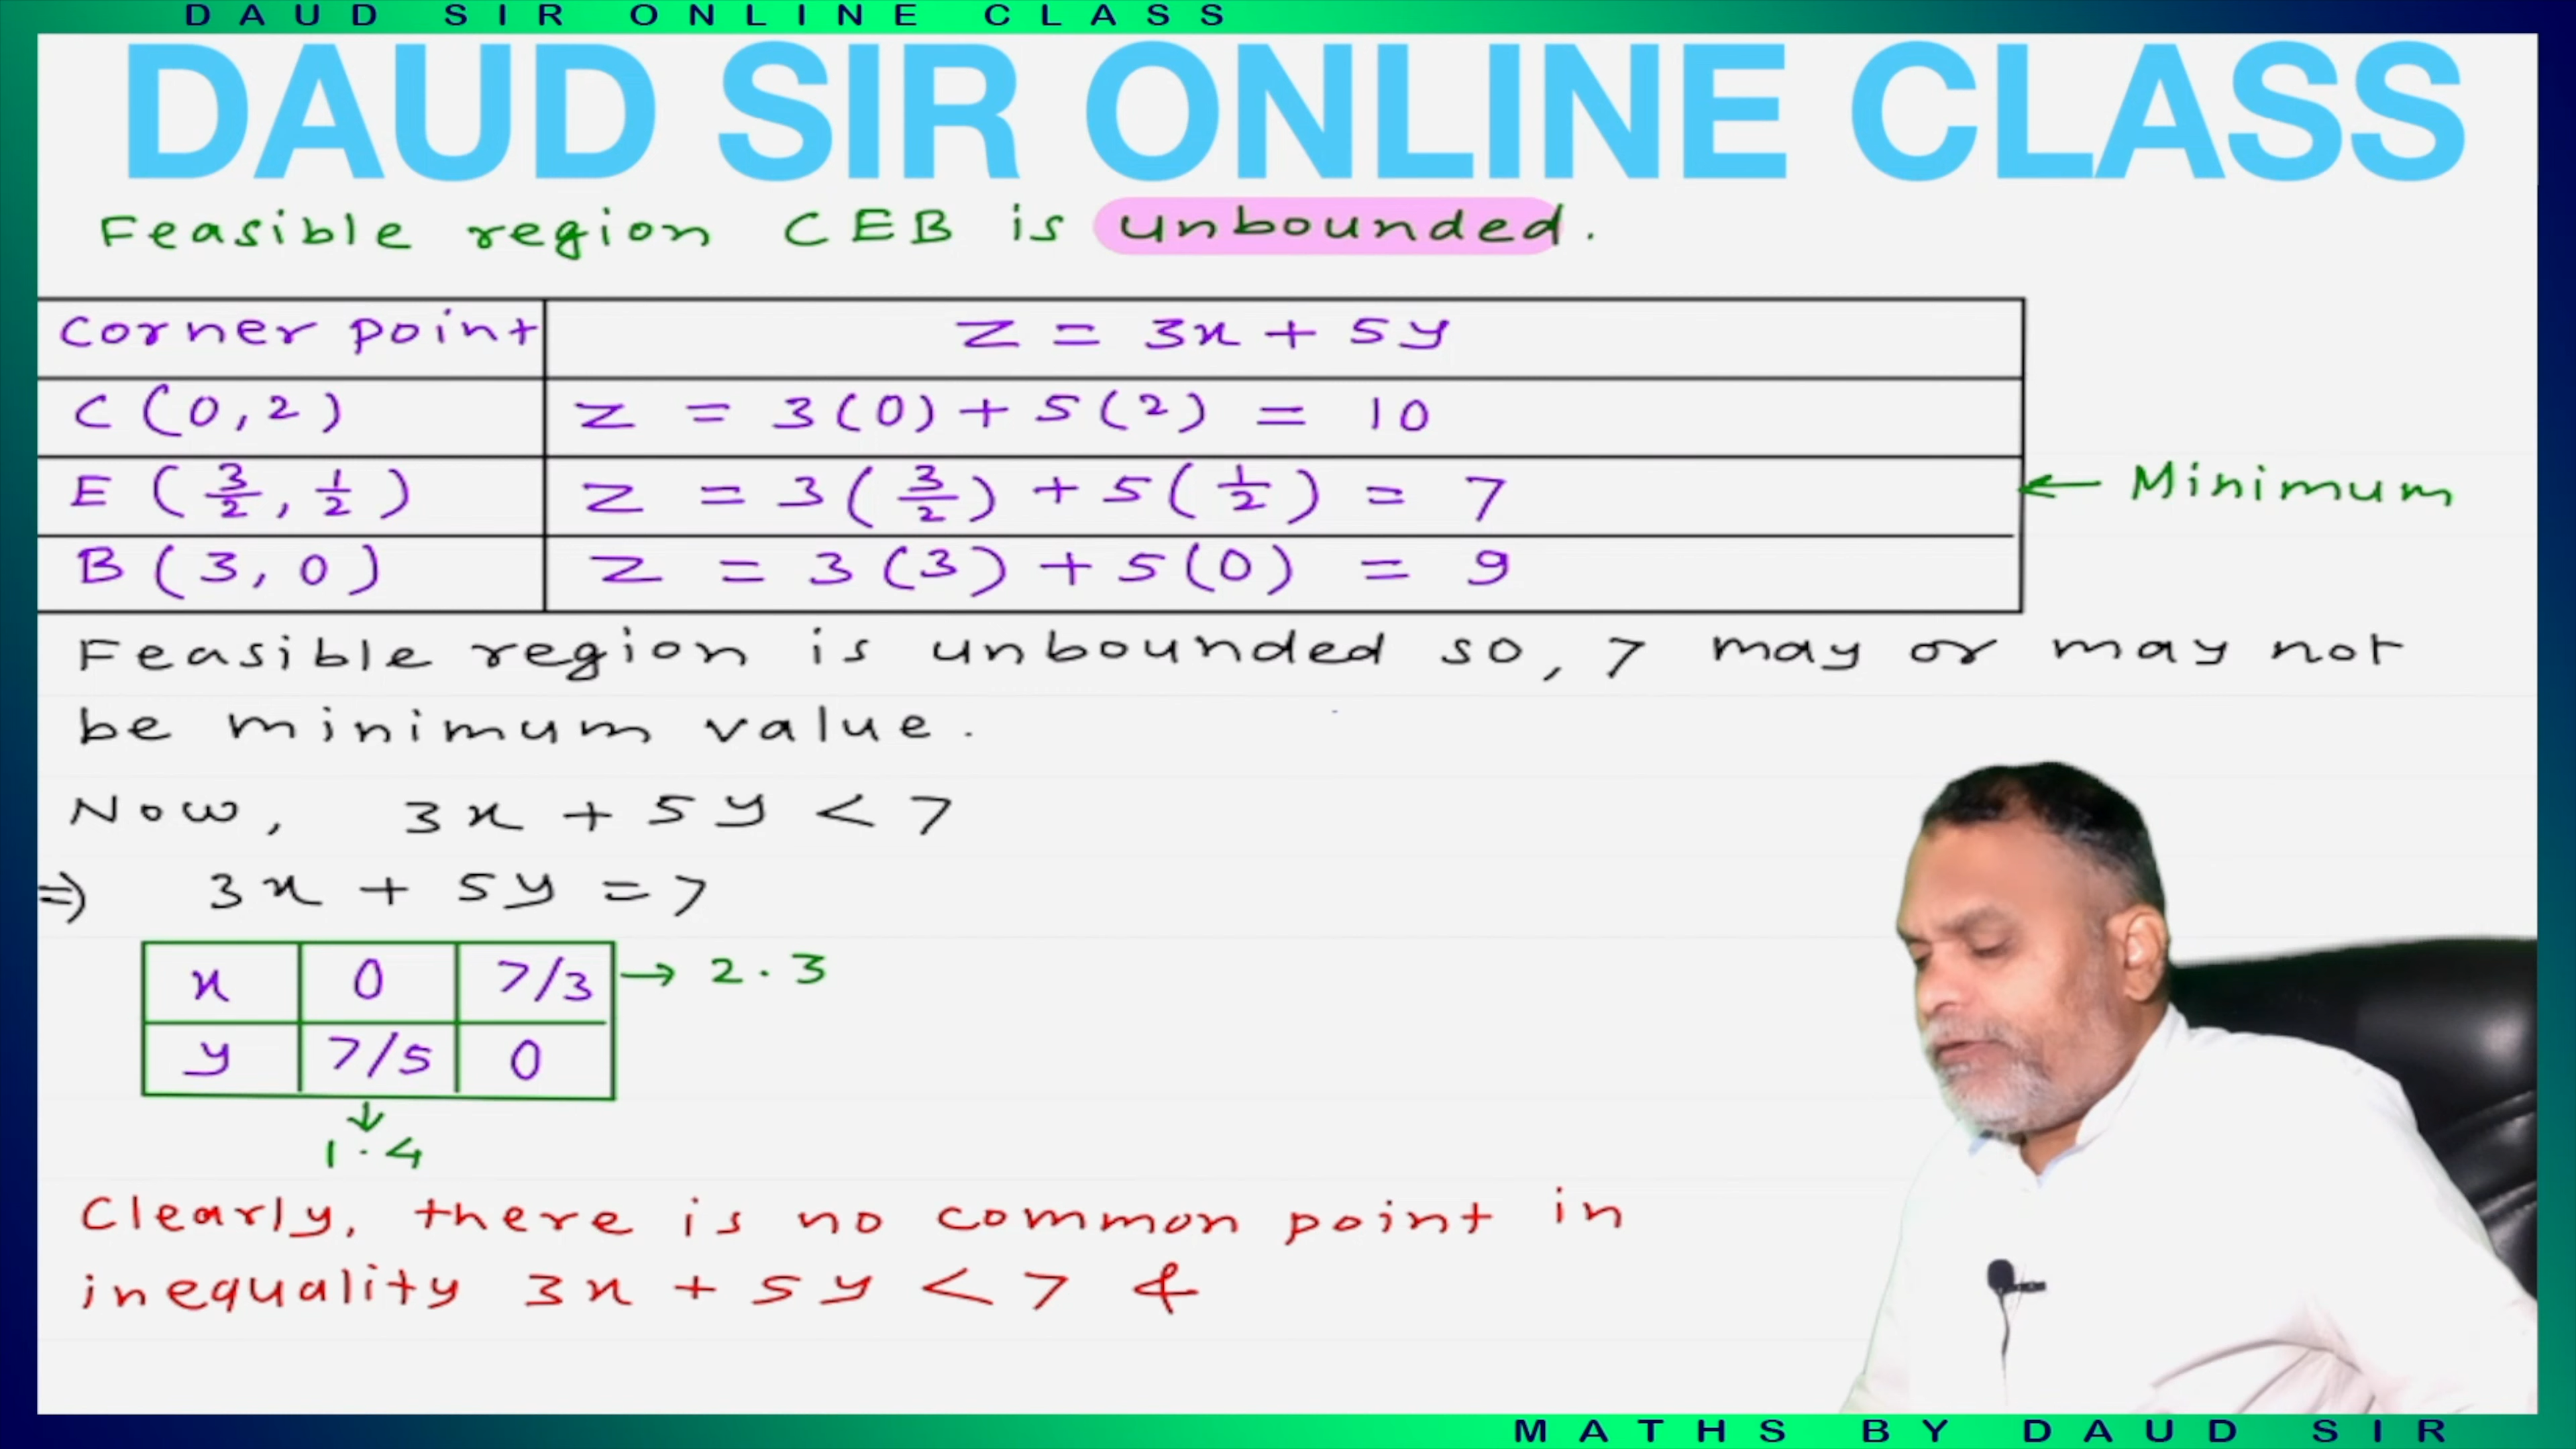 DAUD SIR ONLINE CLASS
DAUD SIR ONLINE CLASS
Feasible region CEB is unbounded.
Corner point Z = 3x + 5y
C (0,2) Z = 3(0) + 5(2) = 10
E (3/2, 1/2) Z = 3(3/2) + 5(1/2) = 7 ← Minimum
B (3, 0) Z = 3(3) + 5(0) = 9
Feasible region is unbounded so, 7 may or may not
be minimum value.
Now, 3x + 5y < 7
⇒ 3x + 5y = 7
x 0 7/3 → 2.3
y 7/5 0
↓
1.4
Clearly, there is no common point in
inequality 3x + 5y < 7 &
MATHS BY DAUD SIR